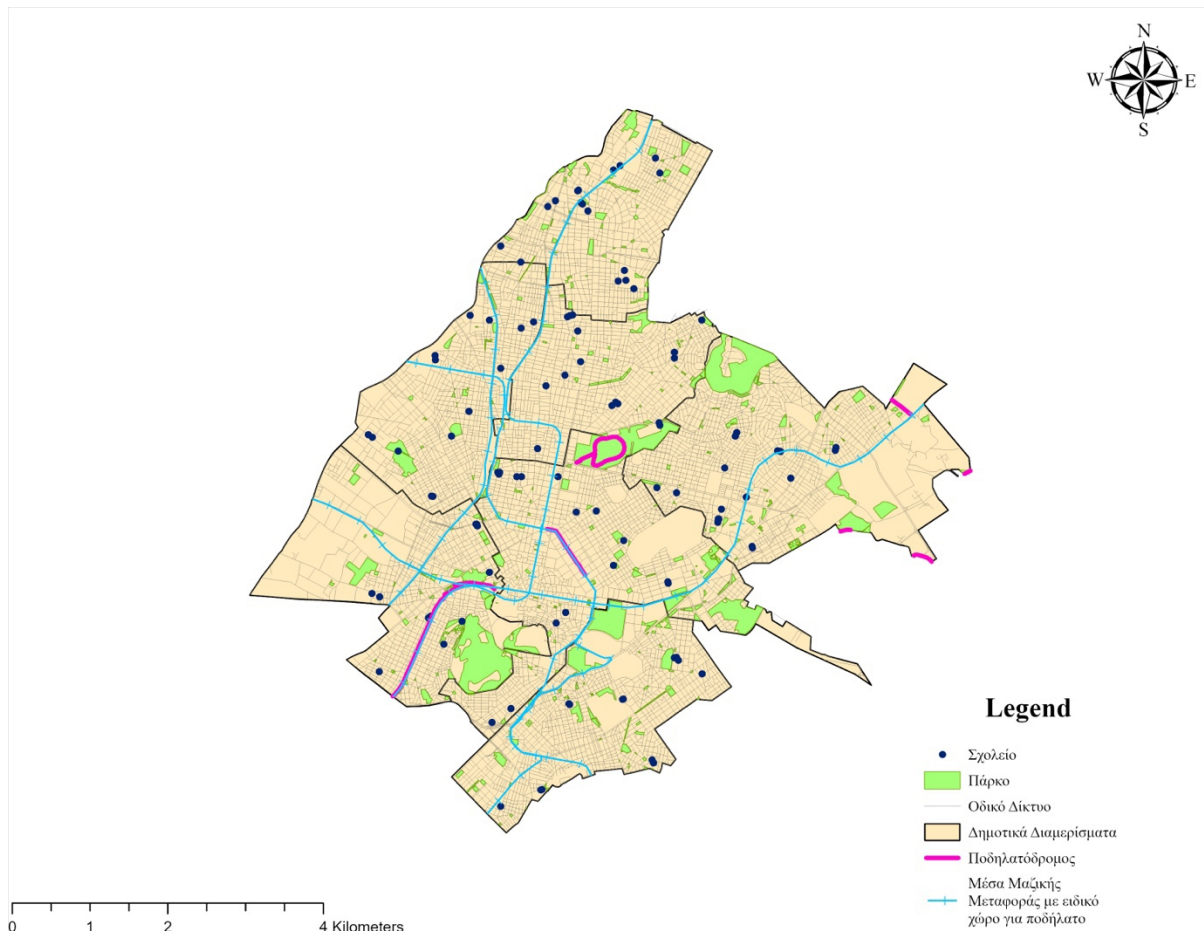 N
W E
S
Legend
Σχολείο
Πάρκο
Οδικό Δίκτυο
Δημοτικά Διαμερίσματα
Ποδηλατόδρομος
Μέσα Μαζικής
Μεταφοράς με ειδικό
χώρο για ποδήλατο
0 1 2 4 Kilometers